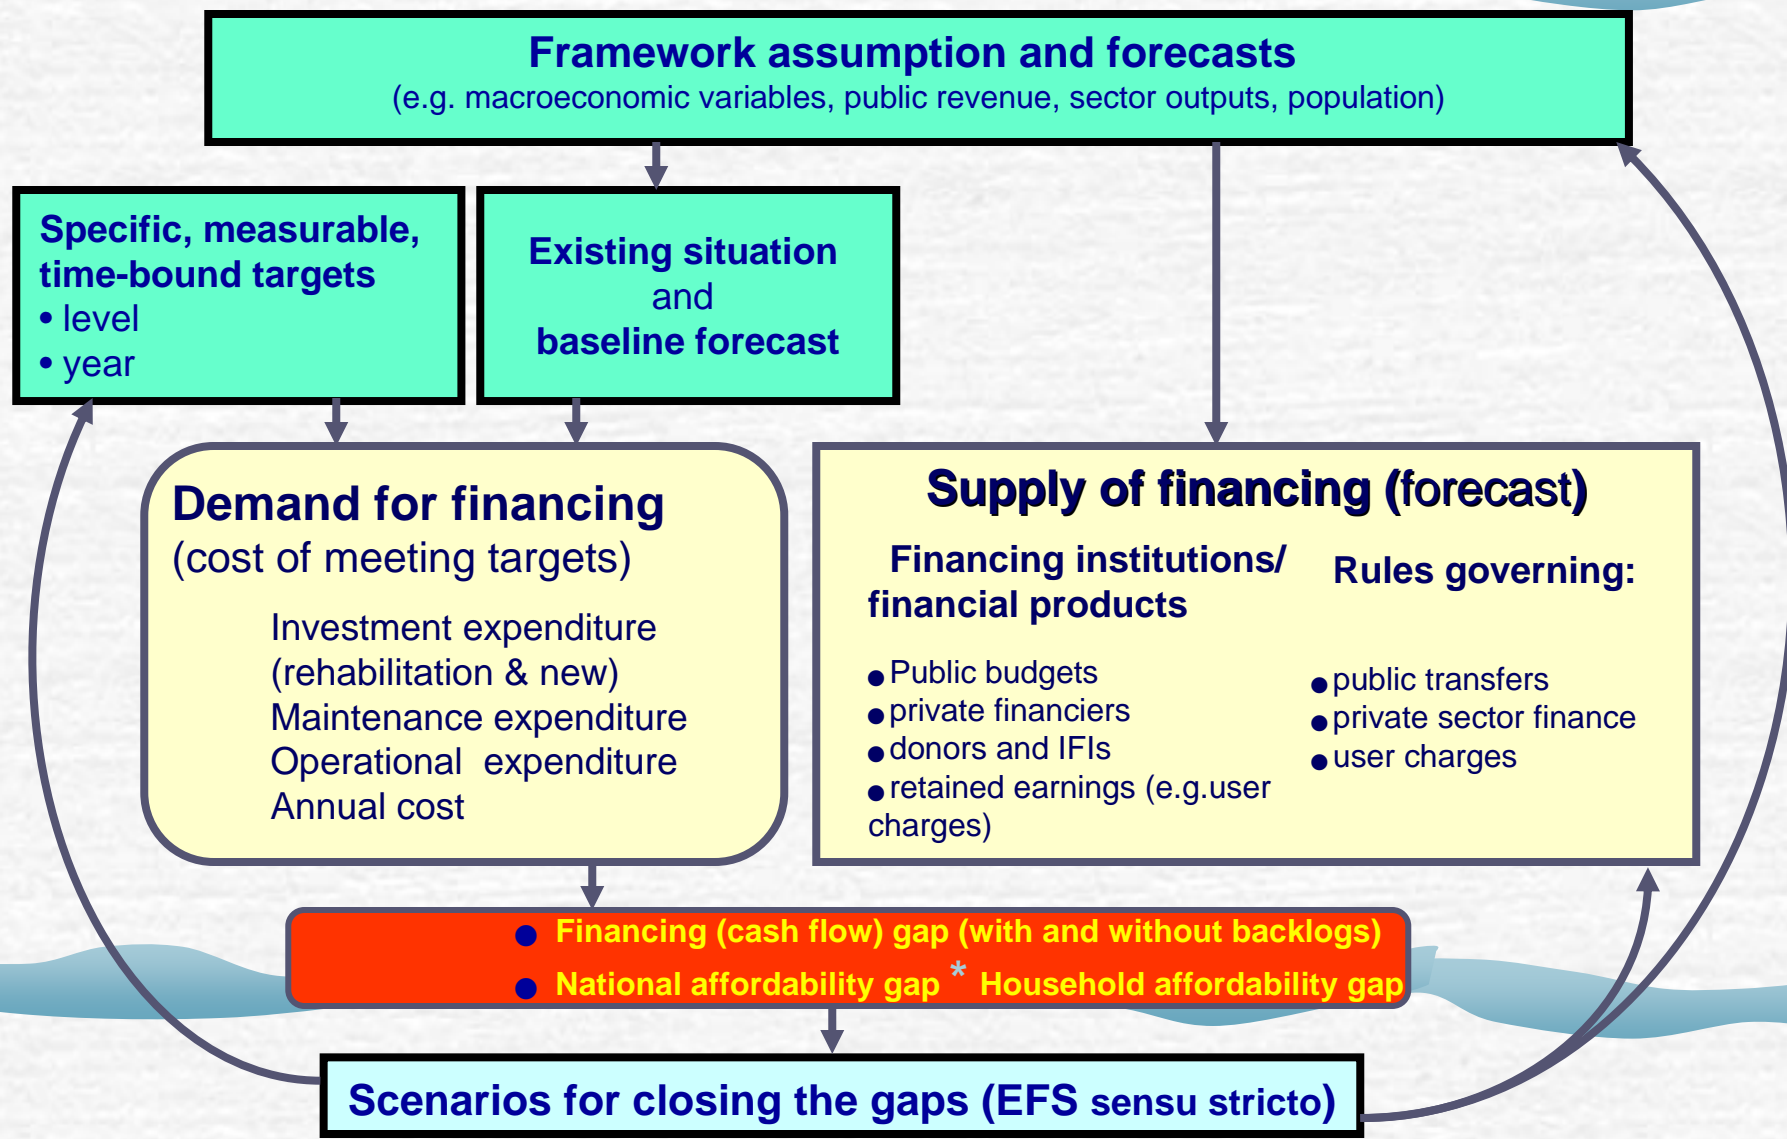 Framework assumption and forecasts
(e.g. macroeconomic variables, public revenue, sector outputs, population)
Specific, measurable,
time-bound targets
• level
• year
Existing situation
and
baseline forecast
Demand for financing
(cost of meeting targets)
Investment expenditure
(rehabilitation & new)
Maintenance expenditure
Operational expenditure
Annual cost
Supply of financing (forecast)
Financing institutions/
financial products
● Public budgets
● private financiers
● donors and IFIs
● retained earnings (e.g.user
charges)
Rules governing:
● public transfers
● private sector finance
● user charges
● Financing (cash flow) gap (with and without backlogs)
● National affordability gap * Household affordability gap
Scenarios for closing the gaps (EFS sensu stricto)